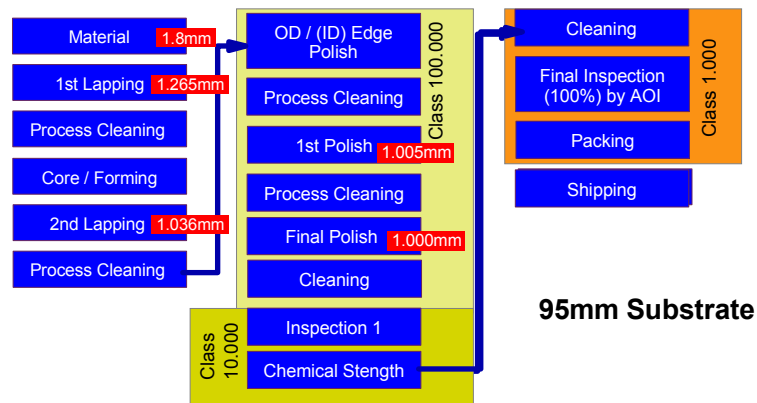 Material 1.8mm
1st Lapping 1.265mm
Process Cleaning
Core / Forming
2nd Lapping 1.036mm
Process Cleaning
OD / (ID) Edge
Polish
Process Cleaning
1st Polish 1.005mm
Process Cleaning
Final Polish 1.000mm
Cleaning
Class 100.000
Inspection 1
Chemical Stength
Class
10.000
Cleaning
Final Inspection
(100%) by AOI
Packing
Class 1.000
Shipping
95mm Substrate